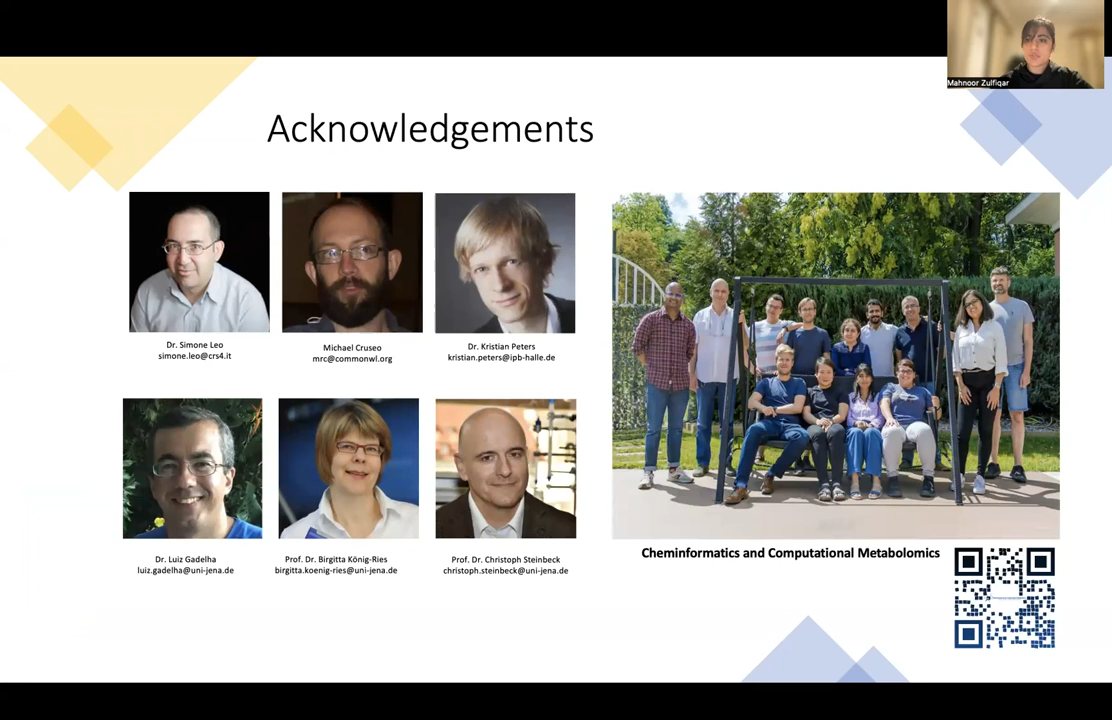 Mahnoor Zulfiqar
Acknowledgements
Dr. Simone Leo
simone.leo@crs4.it
Michael Cruseo
mrc@commonwl.org
Dr. Kristian Peters
kristian.peters@ipb-halle.de
Dr. Luiz Gadelha
luiz.gadelha@uni-jena.de
Prof. Dr. Birgitta König-Ries
birgitta.koenig-ries@uni-jena.de
Prof. Dr. Christoph Steinbeck
christoph.steinbeck@uni-jena.de
Cheminformatics and Computational Metabolomics